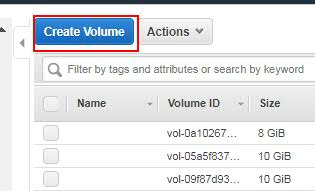 Create Volume
Actions
Filter by tags and attributes or search by keyword
Name Volume ID Size
vol-0a10267... 8 GiB
vol-05a5f837... 10 GiB
vol-09f87d93... 10 GiB